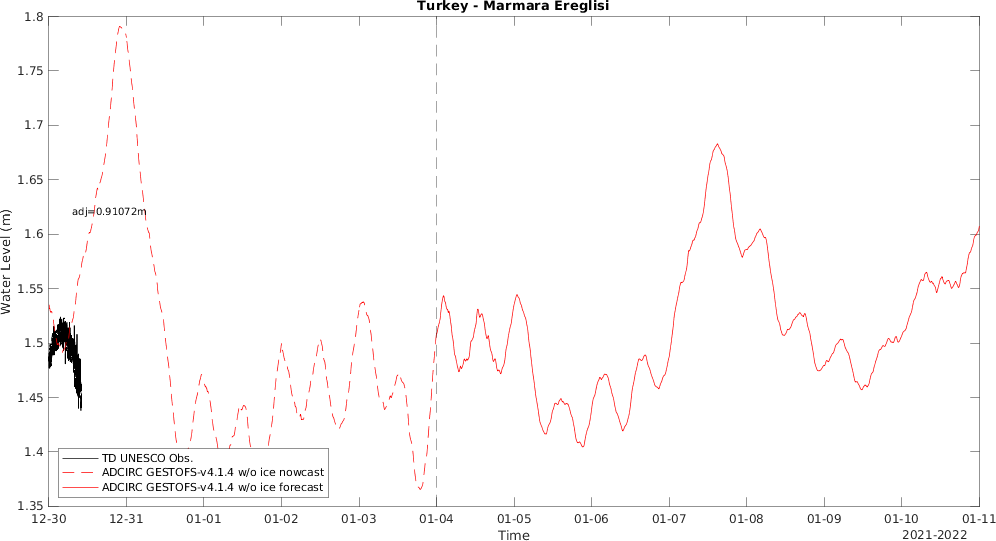 Turkey - Marmara Ereglisi
1.8
1.75
1.7
1.65
1.6
1.55
1.5
1.45
1.4
1.35
Water Level (m)
adj=0.91072m
TD UNESCO Obs.
ADCIRC GESTOFS-v4.1.4 w/o ice nowcast
ADCIRC GESTOFS-v4.1.4 w/o ice forecast
12-30 12-31 01-01 01-02 01-03 01-04 01-05 01-06 01-07 01-08 01-09 01-10 01-11
Time
2021-2022